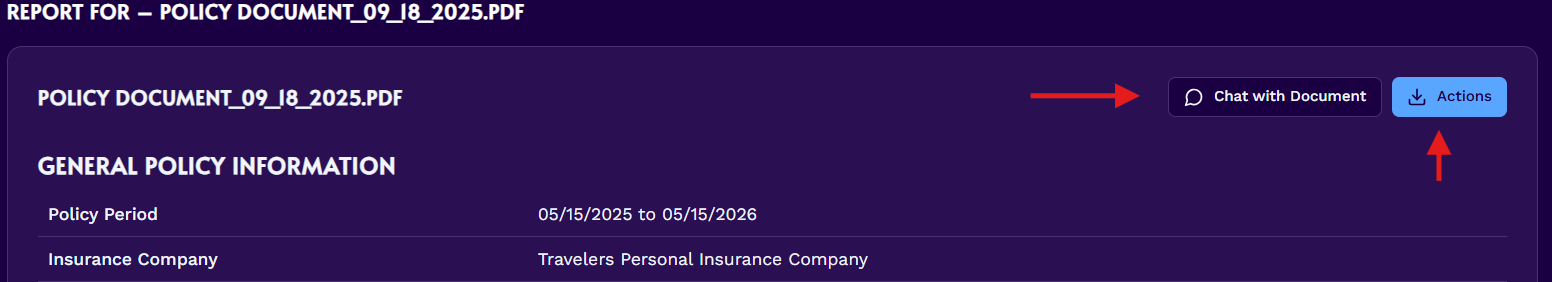 REPORT FOR – POLICY DOCUMENT_09_18_2025.PDF
POLICY DOCUMENT_09_18_2025.PDF
Chat with Document
Actions
GENERAL POLICY INFORMATION
Policy Period 05/15/2025 to 05/15/2026
Insurance Company Travelers Personal Insurance Company